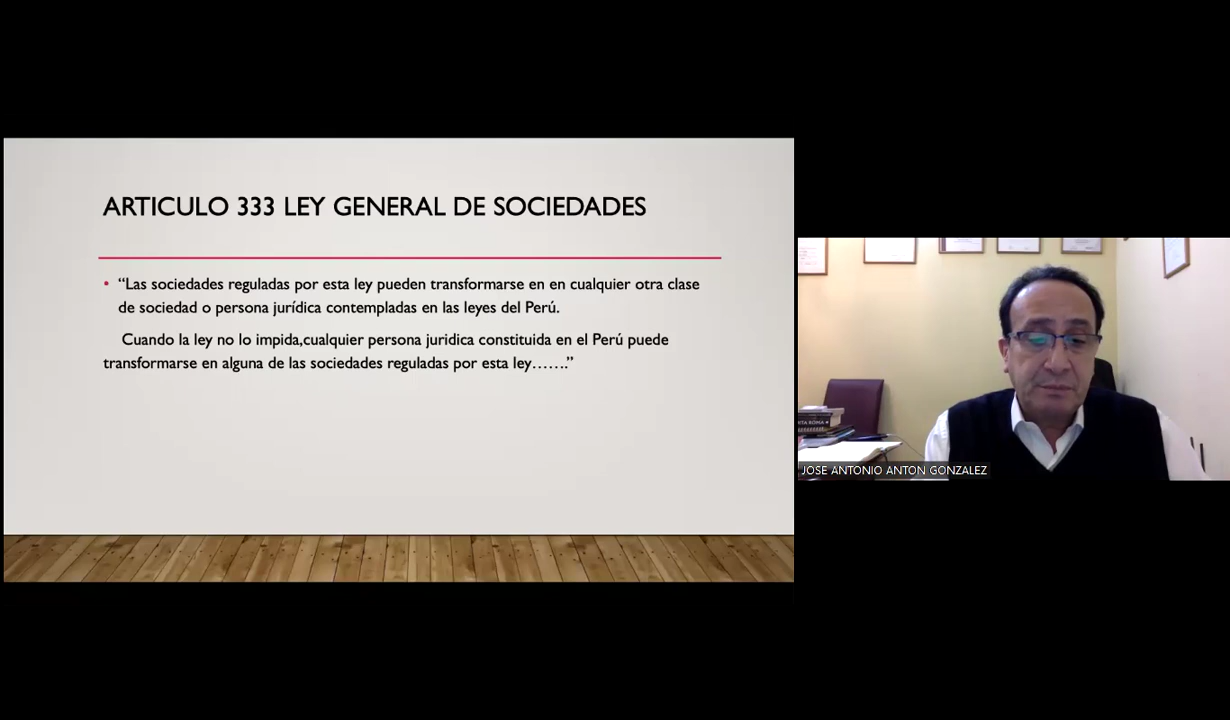 ARTICULO 333 LEY GENERAL DE SOCIEDADES
• “Las sociedades reguladas por esta ley pueden transformarse en en cualquier otra clase
de sociedad o persona jurídica contempladas en las leyes del Perú.
Cuando la ley no lo impida,cualquier persona juridica constituida en el Perú puede
transformarse en alguna de las sociedades reguladas por esta ley…….”
ROMA
JOSE ANTONIO ANTON GONZALEZ